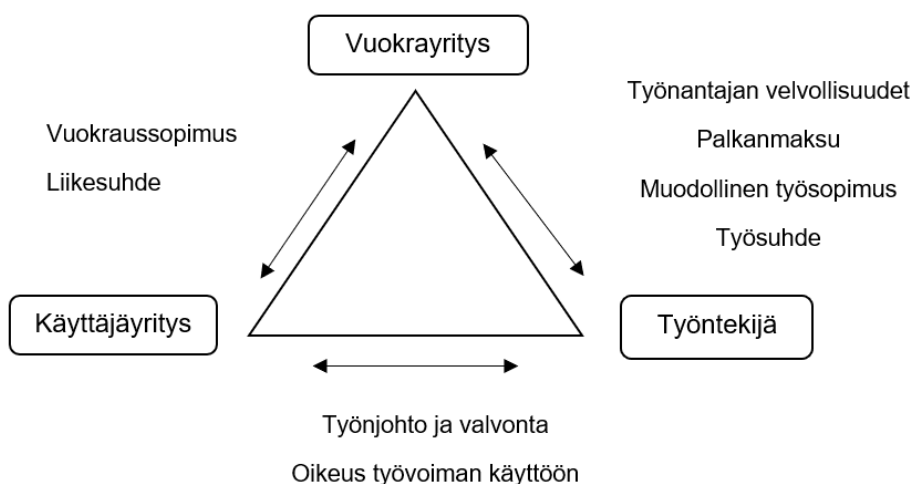 Vuokrayritys
Vuokraussopimus
Liikesuhde
Työnantajan velvollisuudet
Palkanmaksu
Muodollinen työsopimus
Työsuhde
Käyttäjäyritys
Työntekijä
Työnjohto ja valvonta
Oikeus työvoiman käyttöön